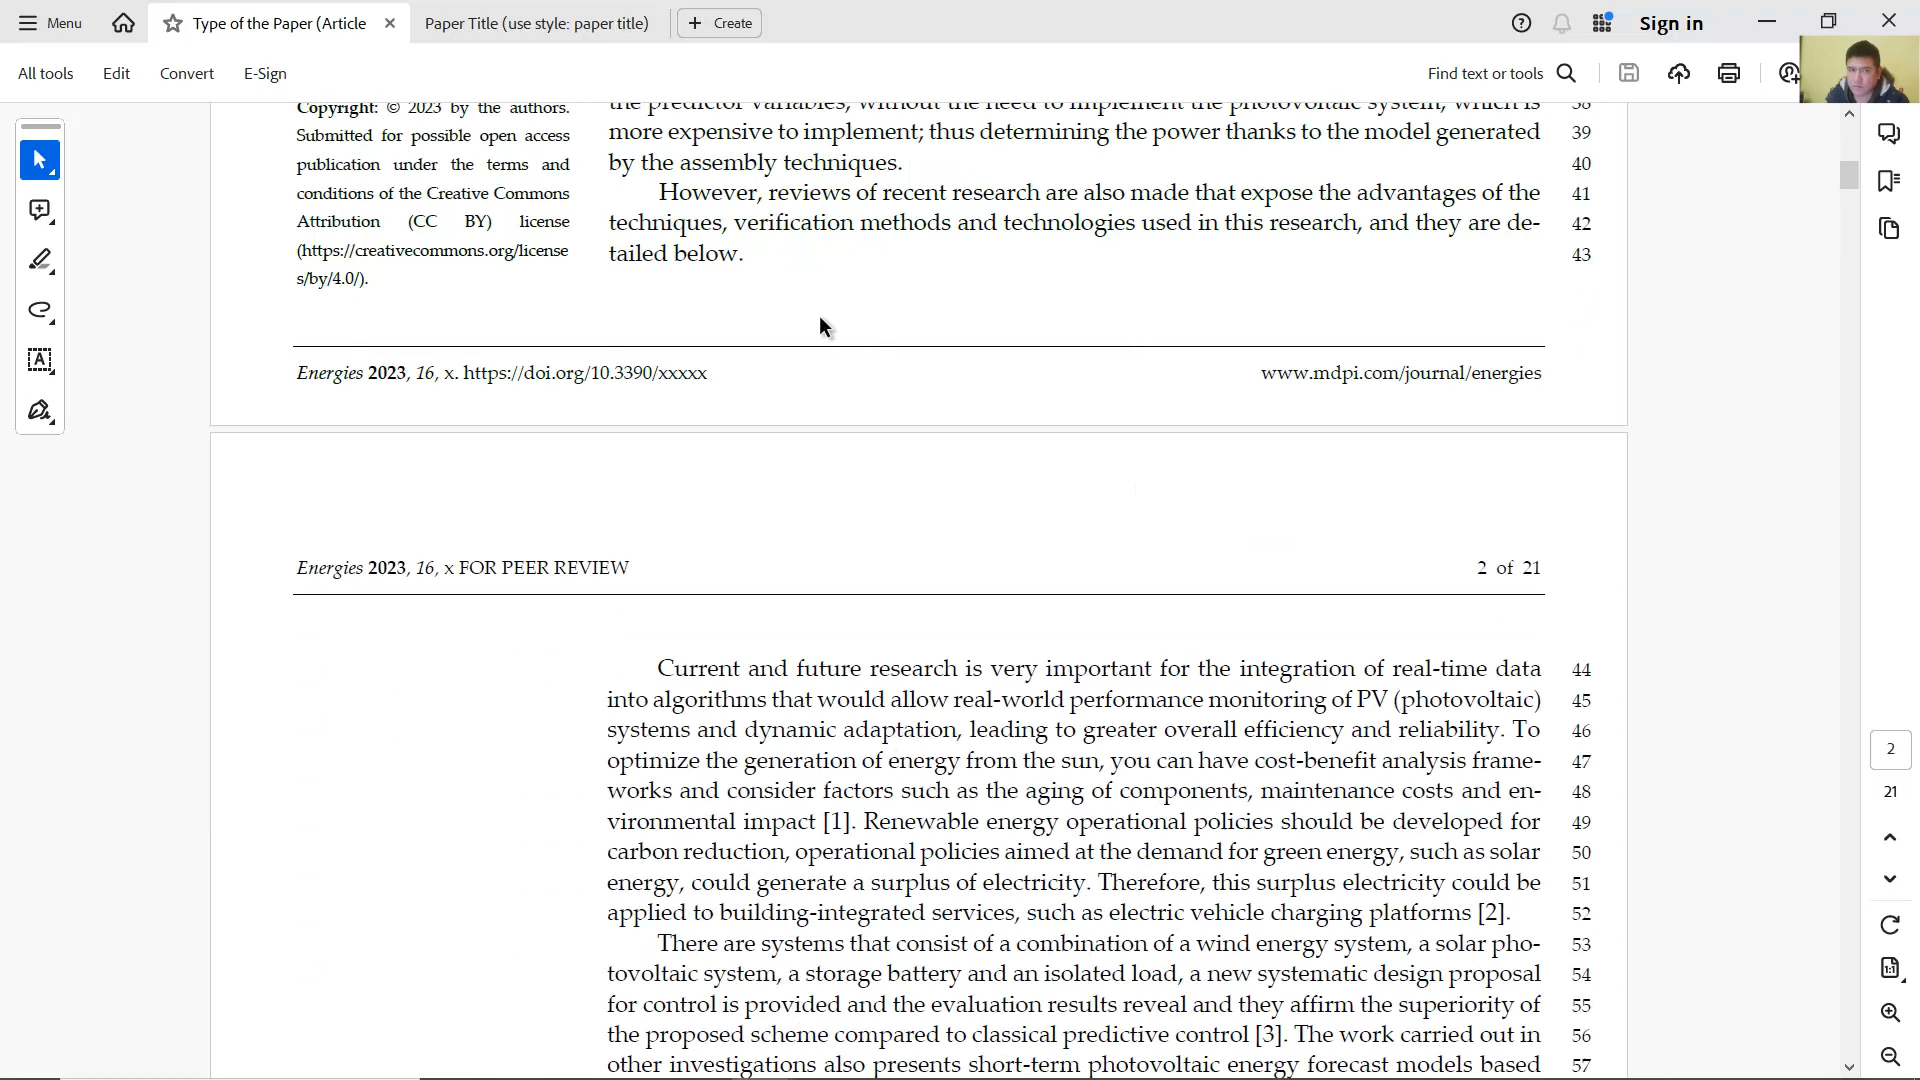 Menu
Type of the Paper (Article
Paper Title (use style: paper title)
Create
Sign in
All tools
Edit
Convert
E-Sign
Find text or tools
Copyright: © 2023 by the authors.
Submitted for possible open access
publication under the terms and
conditions of the Creative Commons
Attribution (CC BY) license
(https://creativecommons.org/license
s/by/4.0/).
the predictor variables, without the need to implement the photovoltaic system, which is 38
more expensive to implement; thus determining the power thanks to the model generated 39
by the assembly techniques. 40
However, reviews of recent research are also made that expose the advantages of the 41
techniques, verification methods and technologies used in this research, and they are de- 42
tailed below. 43
Energies 2023, 16, x. https://doi.org/10.3390/xxxxx
www.mdpi.com/journal/energies
Energies 2023, 16, x FOR PEER REVIEW
2 of 21
Current and future research is very important for the integration of real-time data 44
into algorithms that would allow real-world performance monitoring of PV (photovoltaic) 45
systems and dynamic adaptation, leading to greater overall efficiency and reliability. To 46
optimize the generation of energy from the sun, you can have cost-benefit analysis frame- 47
works and consider factors such as the aging of components, maintenance costs and en- 48
vironmental impact [1]. Renewable energy operational policies should be developed for 49
carbon reduction, operational policies aimed at the demand for green energy, such as solar 50
energy, could generate a surplus of electricity. Therefore, this surplus electricity could be 51
applied to building-integrated services, such as electric vehicle charging platforms [2]. 52
There are systems that consist of a combination of a wind energy system, a solar pho- 53
tovoltaic system, a storage battery and an isolated load, a new systematic design proposal 54
for control is provided and the evaluation results reveal and they affirm the superiority of 55
the proposed scheme compared to classical predictive control [3]. The work carried out in 56
other investigations also presents short-term photovoltaic energy forecast models based 57
2
21